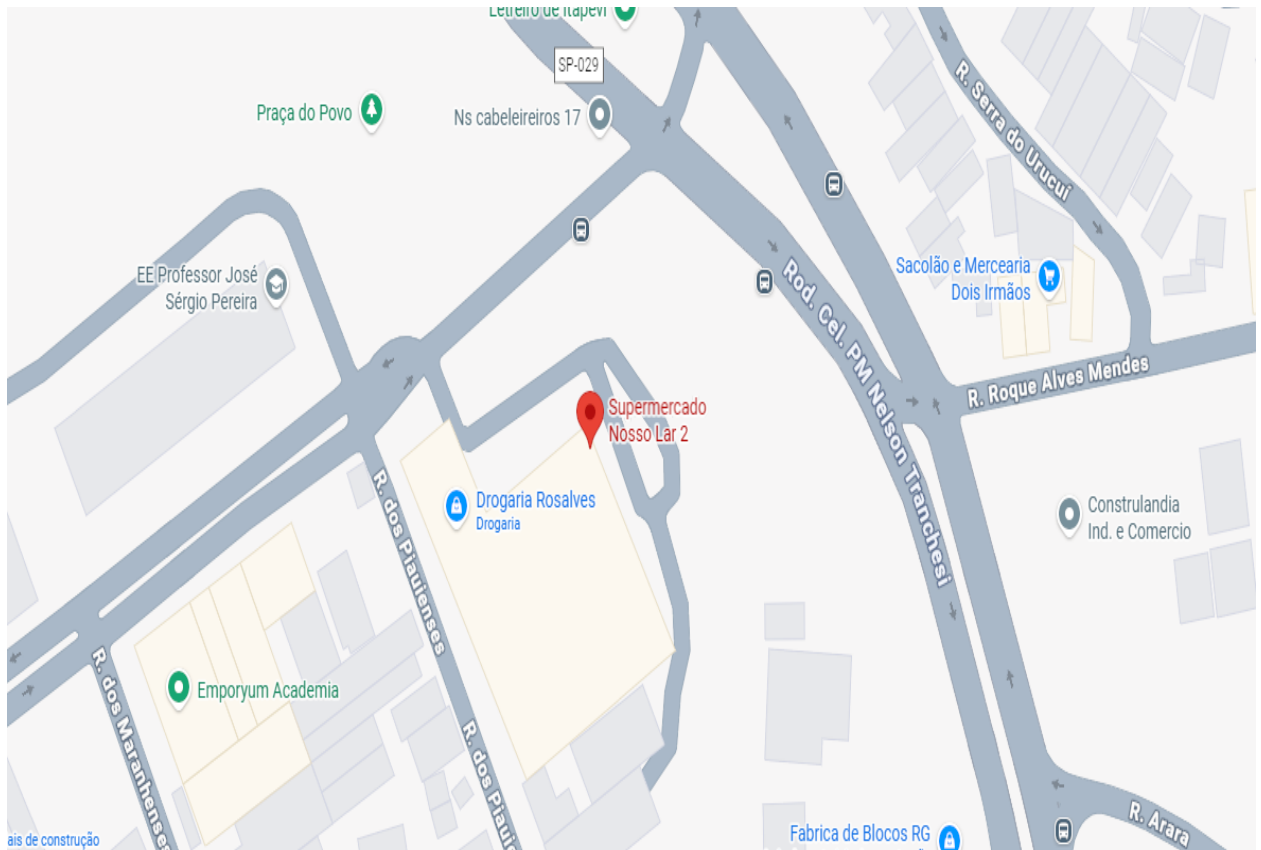 Letreiro de Itapevi
SP-029
Praça do Povo
Ns cabeleireiros 17
R. Serra do Urucuí
EE Professor José
Sérgio Pereira
Sacolão e Mercearia
Dois Irmãos
Rod. Cel. PM Nelson Tranchesi
R. Roque Alves Mendes
Supermercado
Nosso Lar 2
Drogaria Rosalves
Drogaria
R. dos Piauienses
Construlandia
Ind. e Comercio
Emporyum Academia
R. dos Maranhenses
R. dos Piauie
R. Arara
Fabrica de Blocos RG
ais de construção